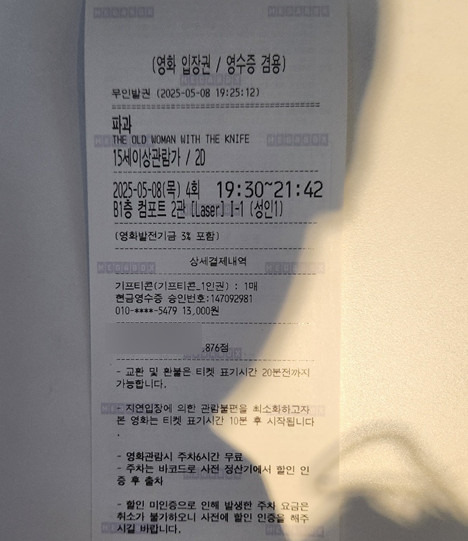 (영화 입장권 / 영수증 겸용)
무인발권 (2025-05-08 19:25:12)
파과
THE OLD WOMAN WITH THE KNIFE
15세이상관람가 / 2D
2025-05-08(목) 4회 19:30~21:42
B1층 컴포트 2관 [Laser] I-1 (성인1)
(영화발전기금 3% 포함)
상세결제내역
기프티콘(기프티콘_1인권) : 1매
현금영수증 승인번호:147092981
010-****-5479 13,000원
,876점
- 교환 및 환불은 티켓 표기시간 20분전까지
가능합니다.
- 지연입장에 의한 관람불편을 최소화하고자
본 영화는 티켓 표기시간 10분 후 시작됩니다
.
- 영화관람시 주차6시간 무료
- 주차는 바코드로 사전 정산기에서 할인 인
증 후 출차
- 할인 미인증으로 인해 발생한 주차 요금은
취소가 불가하오니 사전에 할인 인증을 해주
시길 바랍니다.